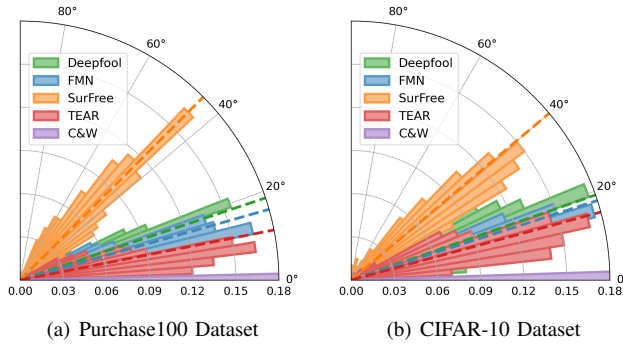 80°
60°
40°
20°
0°
Deepfool
FMN
SurFree
TEAR
C&W
0.00 0.03 0.06 0.09 0.12 0.15 0.18
(a) Purchase100 Dataset
80°
60°
40°
20°
0°
Deepfool
FMN
SurFree
TEAR
C&W
0.00 0.03 0.06 0.09 0.12 0.15 0.18
(b) CIFAR-10 Dataset